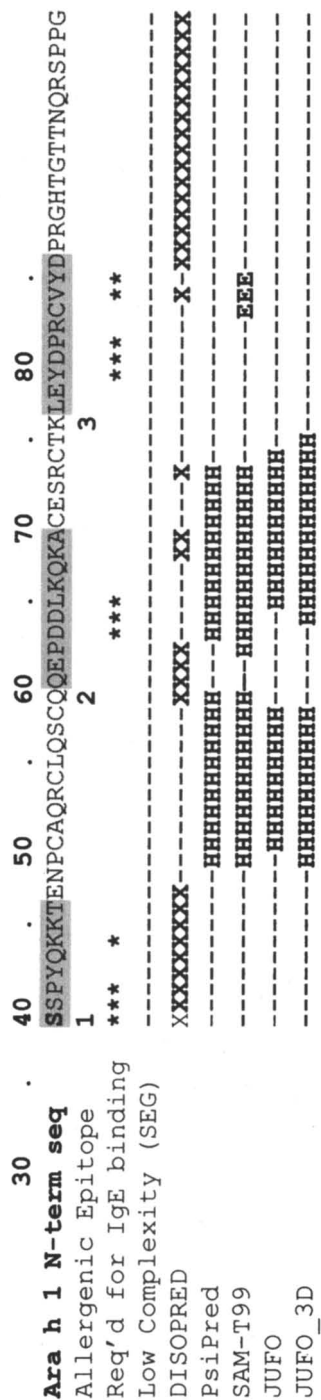 30 . 40 . 50 . 60 . 70 . 80 .
Ara h 1 N-term seq SSPYQKKTENPCAQRCLQSCQQEPDDLKQKACESRCTKLEYDPRCVYDPRGHTGTTNQRSPPG
Allergenic Epitope 1 2 3
Req'd for IgE binding *** * *** *** **
Low Complexity (SEG) ---------------------------------------------------------------
DISOPRED XXXXXXXXX-----------XXXX-----XX---X----------X-XXXXXXXXXXXXXXXX
PsiPred ----------HHHHHHHHHHH---HHHHHHHHHHH----------------------------
SAM-T99 ----------HHHHHHHHHHH--HHHHHHHHHHHH---------EEE----------------
JUFO -----------HHHHHHHHH------HHHHHHHHHH---------------------------
JUFO_3D ----------HHHHHHHHHH-----HHHHHHHHHHHH--------------------------